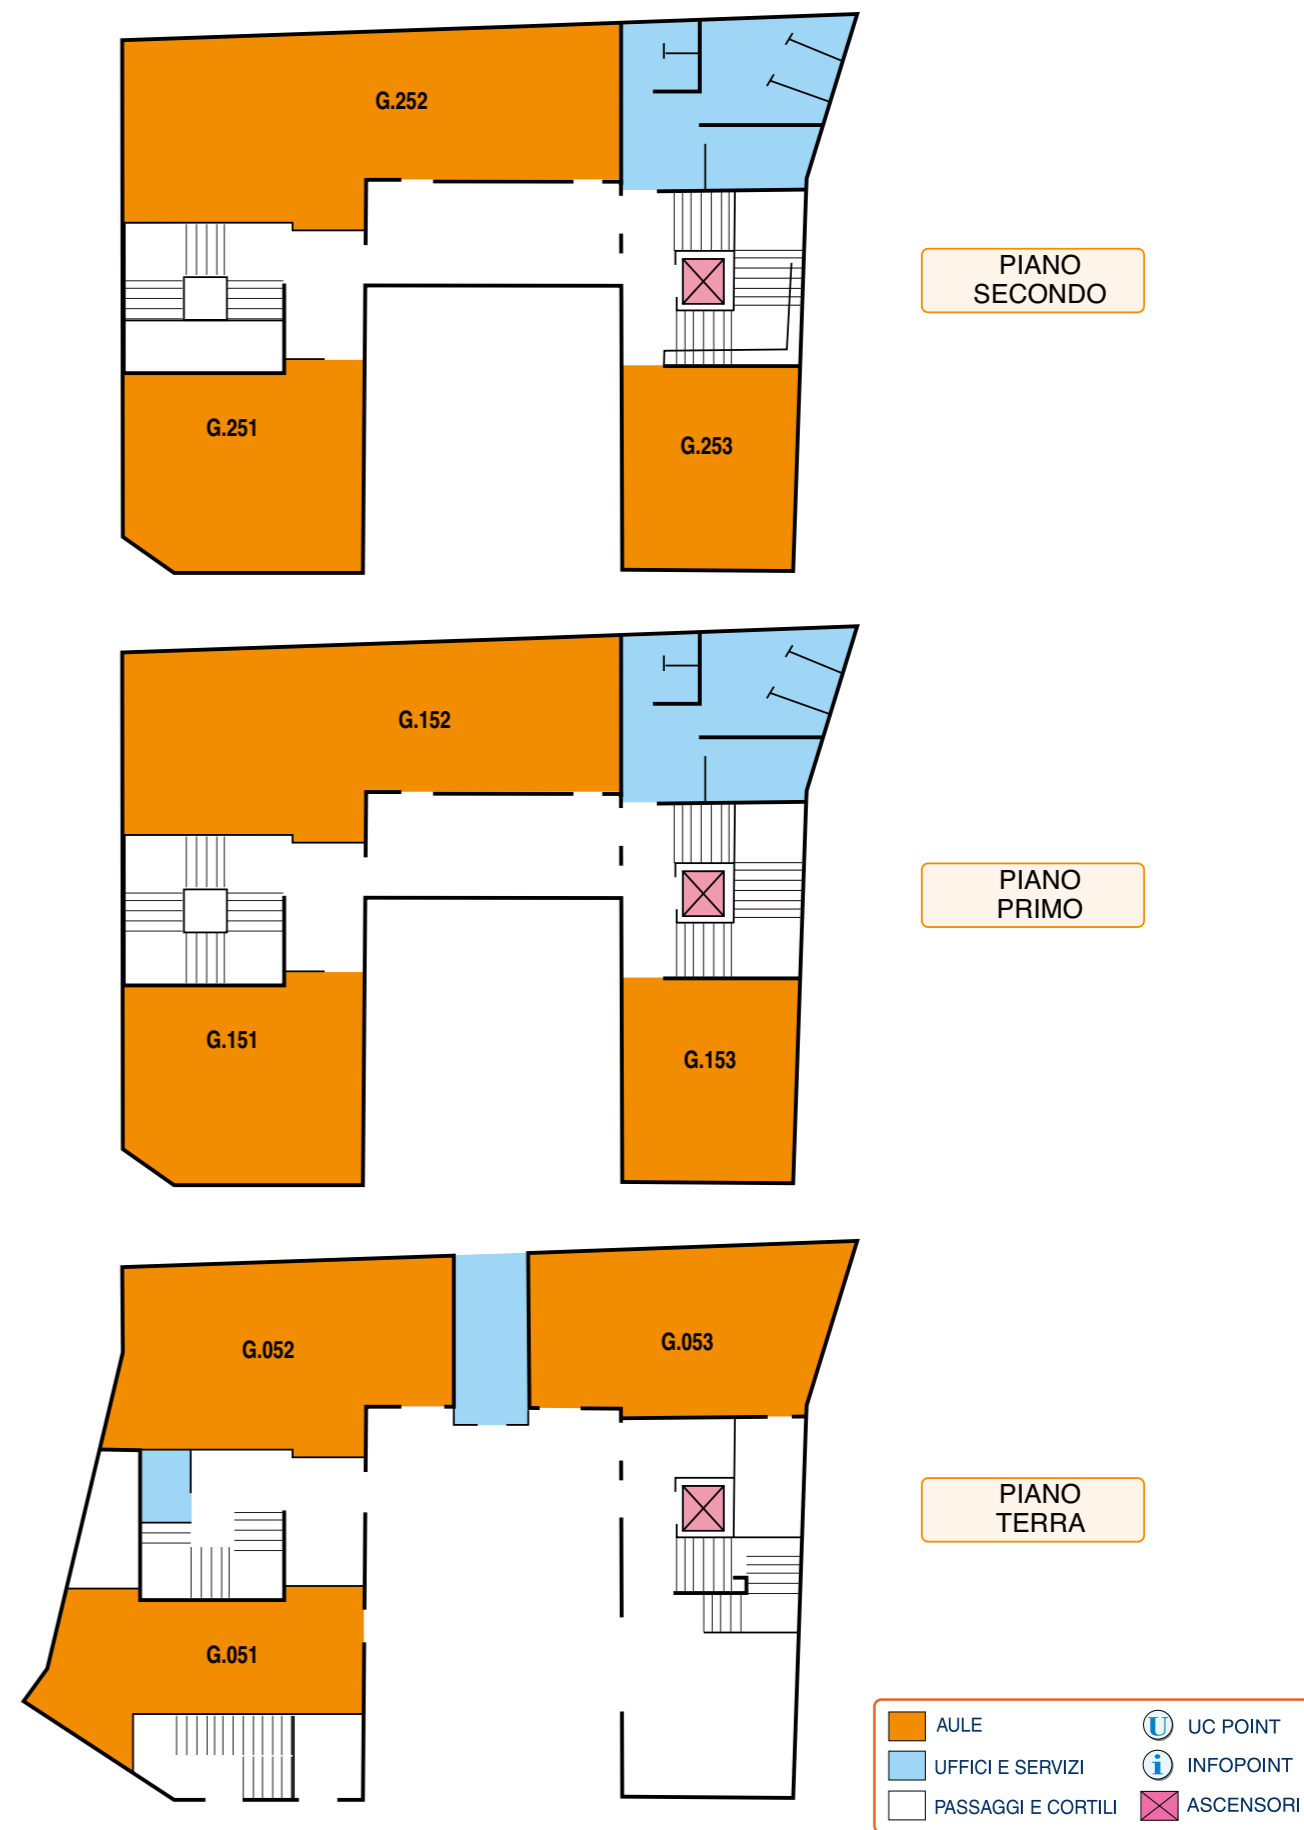 G.252
PIANO
SECONDO
G.251
G.253
G.152
PIANO
PRIMO
G.151
G.153
G.052
G.053
PIANO
TERRA
G.051
AULE
U UC POINT
UFFICI E SERVIZI
i INFOPOINT
PASSAGGI E CORTILI
ASCENSORI